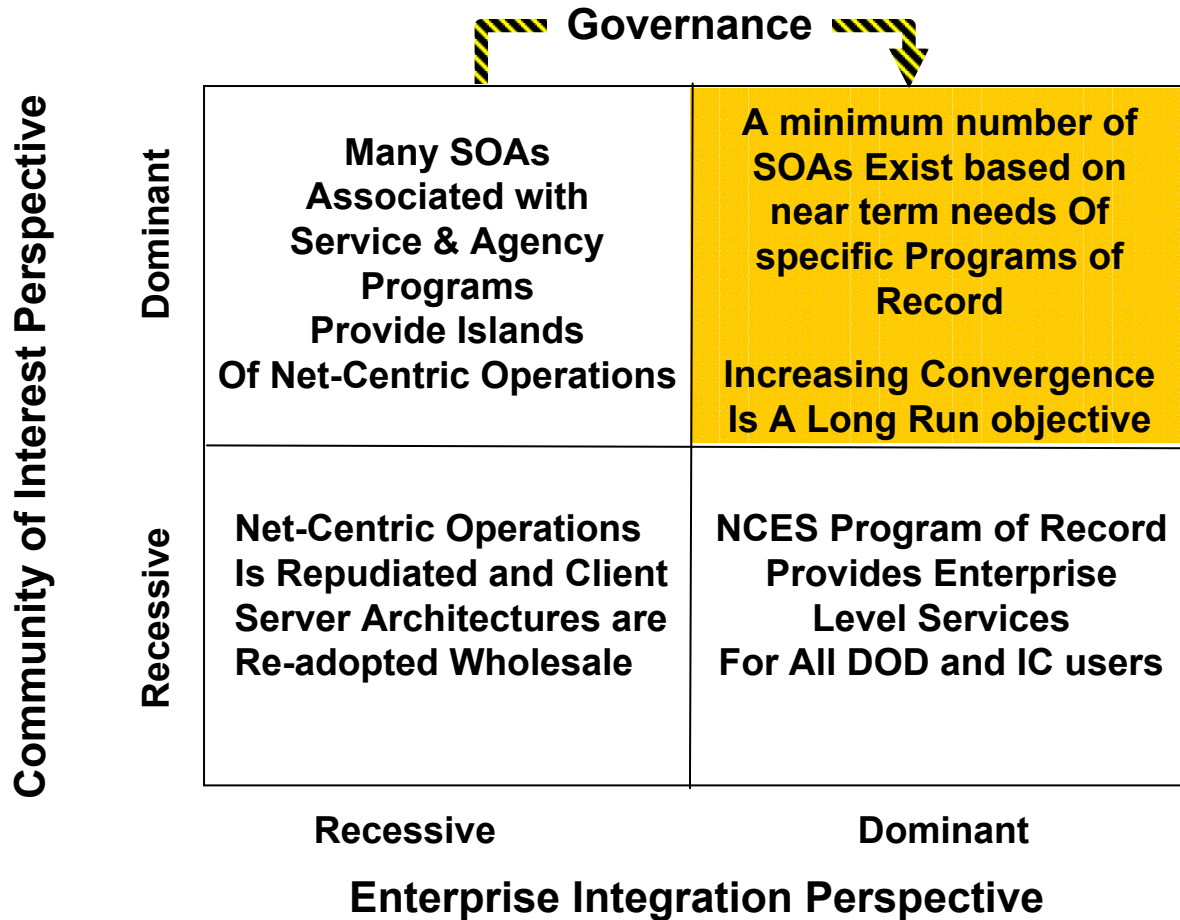 Governance
Community of Interest Perspective
Dominant
Many SOAs
Associated with
Service & Agency
Programs
Provide Islands
Of Net-Centric Operations
A minimum number of
SOAs Exist based on
near term needs Of
specific Programs of
Record
Increasing Convergence
Is A Long Run objective
Recessive
Net-Centric Operations
Is Repudiated and Client
Server Architectures are
Re-adopted Wholesale
NCES Program of Record
Provides Enterprise
Level Services
For All DOD and IC users
Recessive
Dominant
Enterprise Integration Perspective